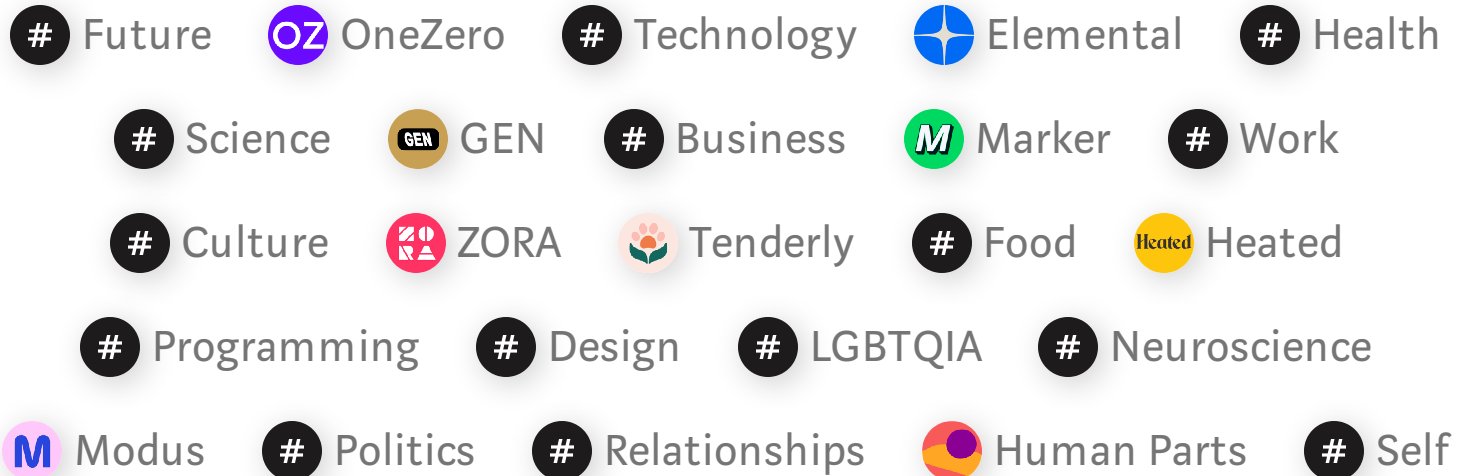 # Future OZ OneZero # Technology Elemental # Health
# Science GEN GEN # Business M Marker # Work
# Culture ZORA ZORA Tenderly # Food Heated Heated
# Programming # Design # LGBTQIA # Neuroscience
M Modus # Politics # Relationships Human Parts # Self